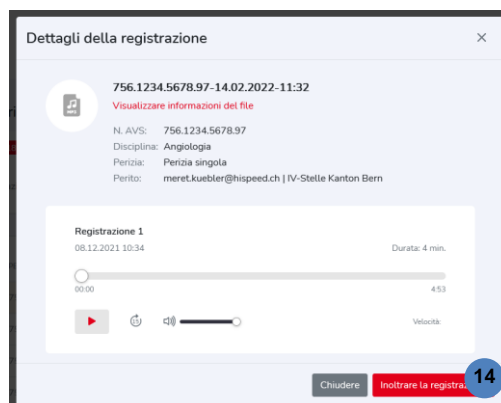 Dettagli della registrazione
756.1234.5678.97-14.02.2022-11:32
Visualizzare informazioni del file
N. AVS: 756.1234.5678.97
Disciplina: Angiologia
Perizia: Perizia singola
Perito: meret.kuebler@hispeed.ch | IV-Stelle Kanton Bern
Registrazione 1
08.12.2021 10:34 Durata: 4 min.
00:00 4:53
15
Velocità:
Chiudere Inoltrare la 14